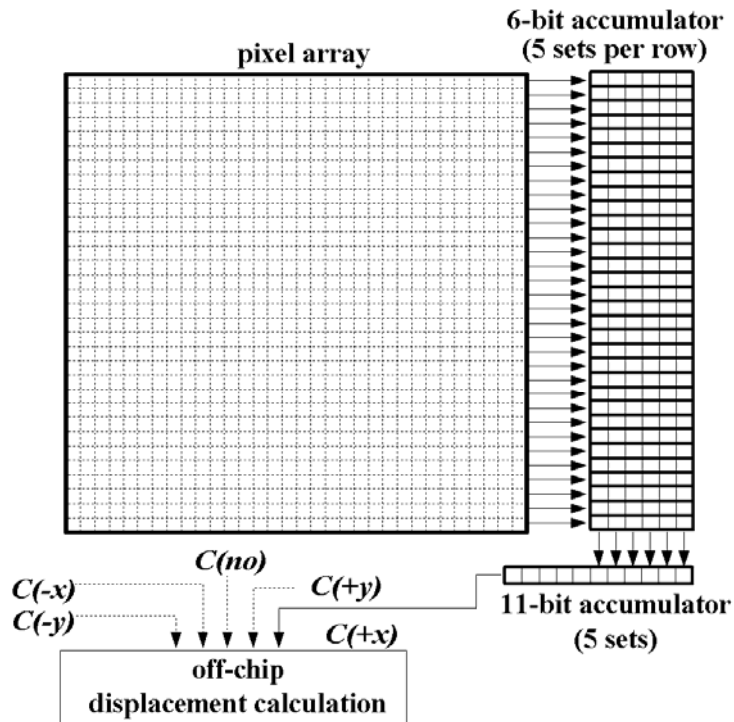 6-bit accumulator
(5 sets per row)
pixel array
C(no)
C(-x)
C(+y)
C(-y)
C(+x)
11-bit accumulator
(5 sets)
off-chip
displacement calculation